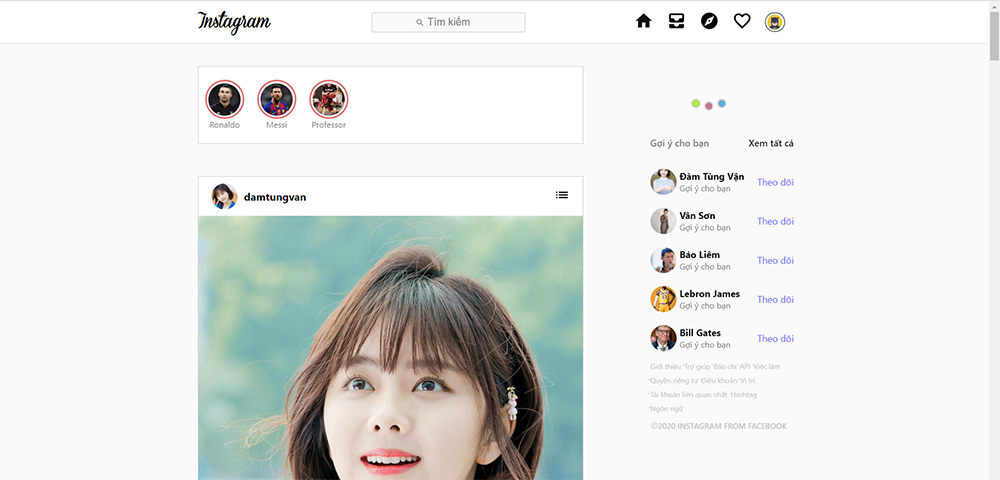 Instagram
Tìm kiếm
Ronaldo
Messi
Professor
damtungvan
Gợi ý cho bạn
Xem tất cả
Đàm Tùng Vận
Gợi ý cho bạn
Theo dõi
Vân Sơn
Gợi ý cho bạn
Theo dõi
Bảo Liêm
Gợi ý cho bạn
Theo dõi
Lebron James
Gợi ý cho bạn
Theo dõi
Bill Gates
Gợi ý cho bạn
Theo dõi
Giới thiệu·Trợ giúp·Báo chí·API·Việc làm
·Quyền riêng tư·Điều khoản·Vị trí
·Tài khoản liên quan nhất·Hashtag
·Ngôn ngữ
©2020 INSTAGRAM FROM FACEBOOK